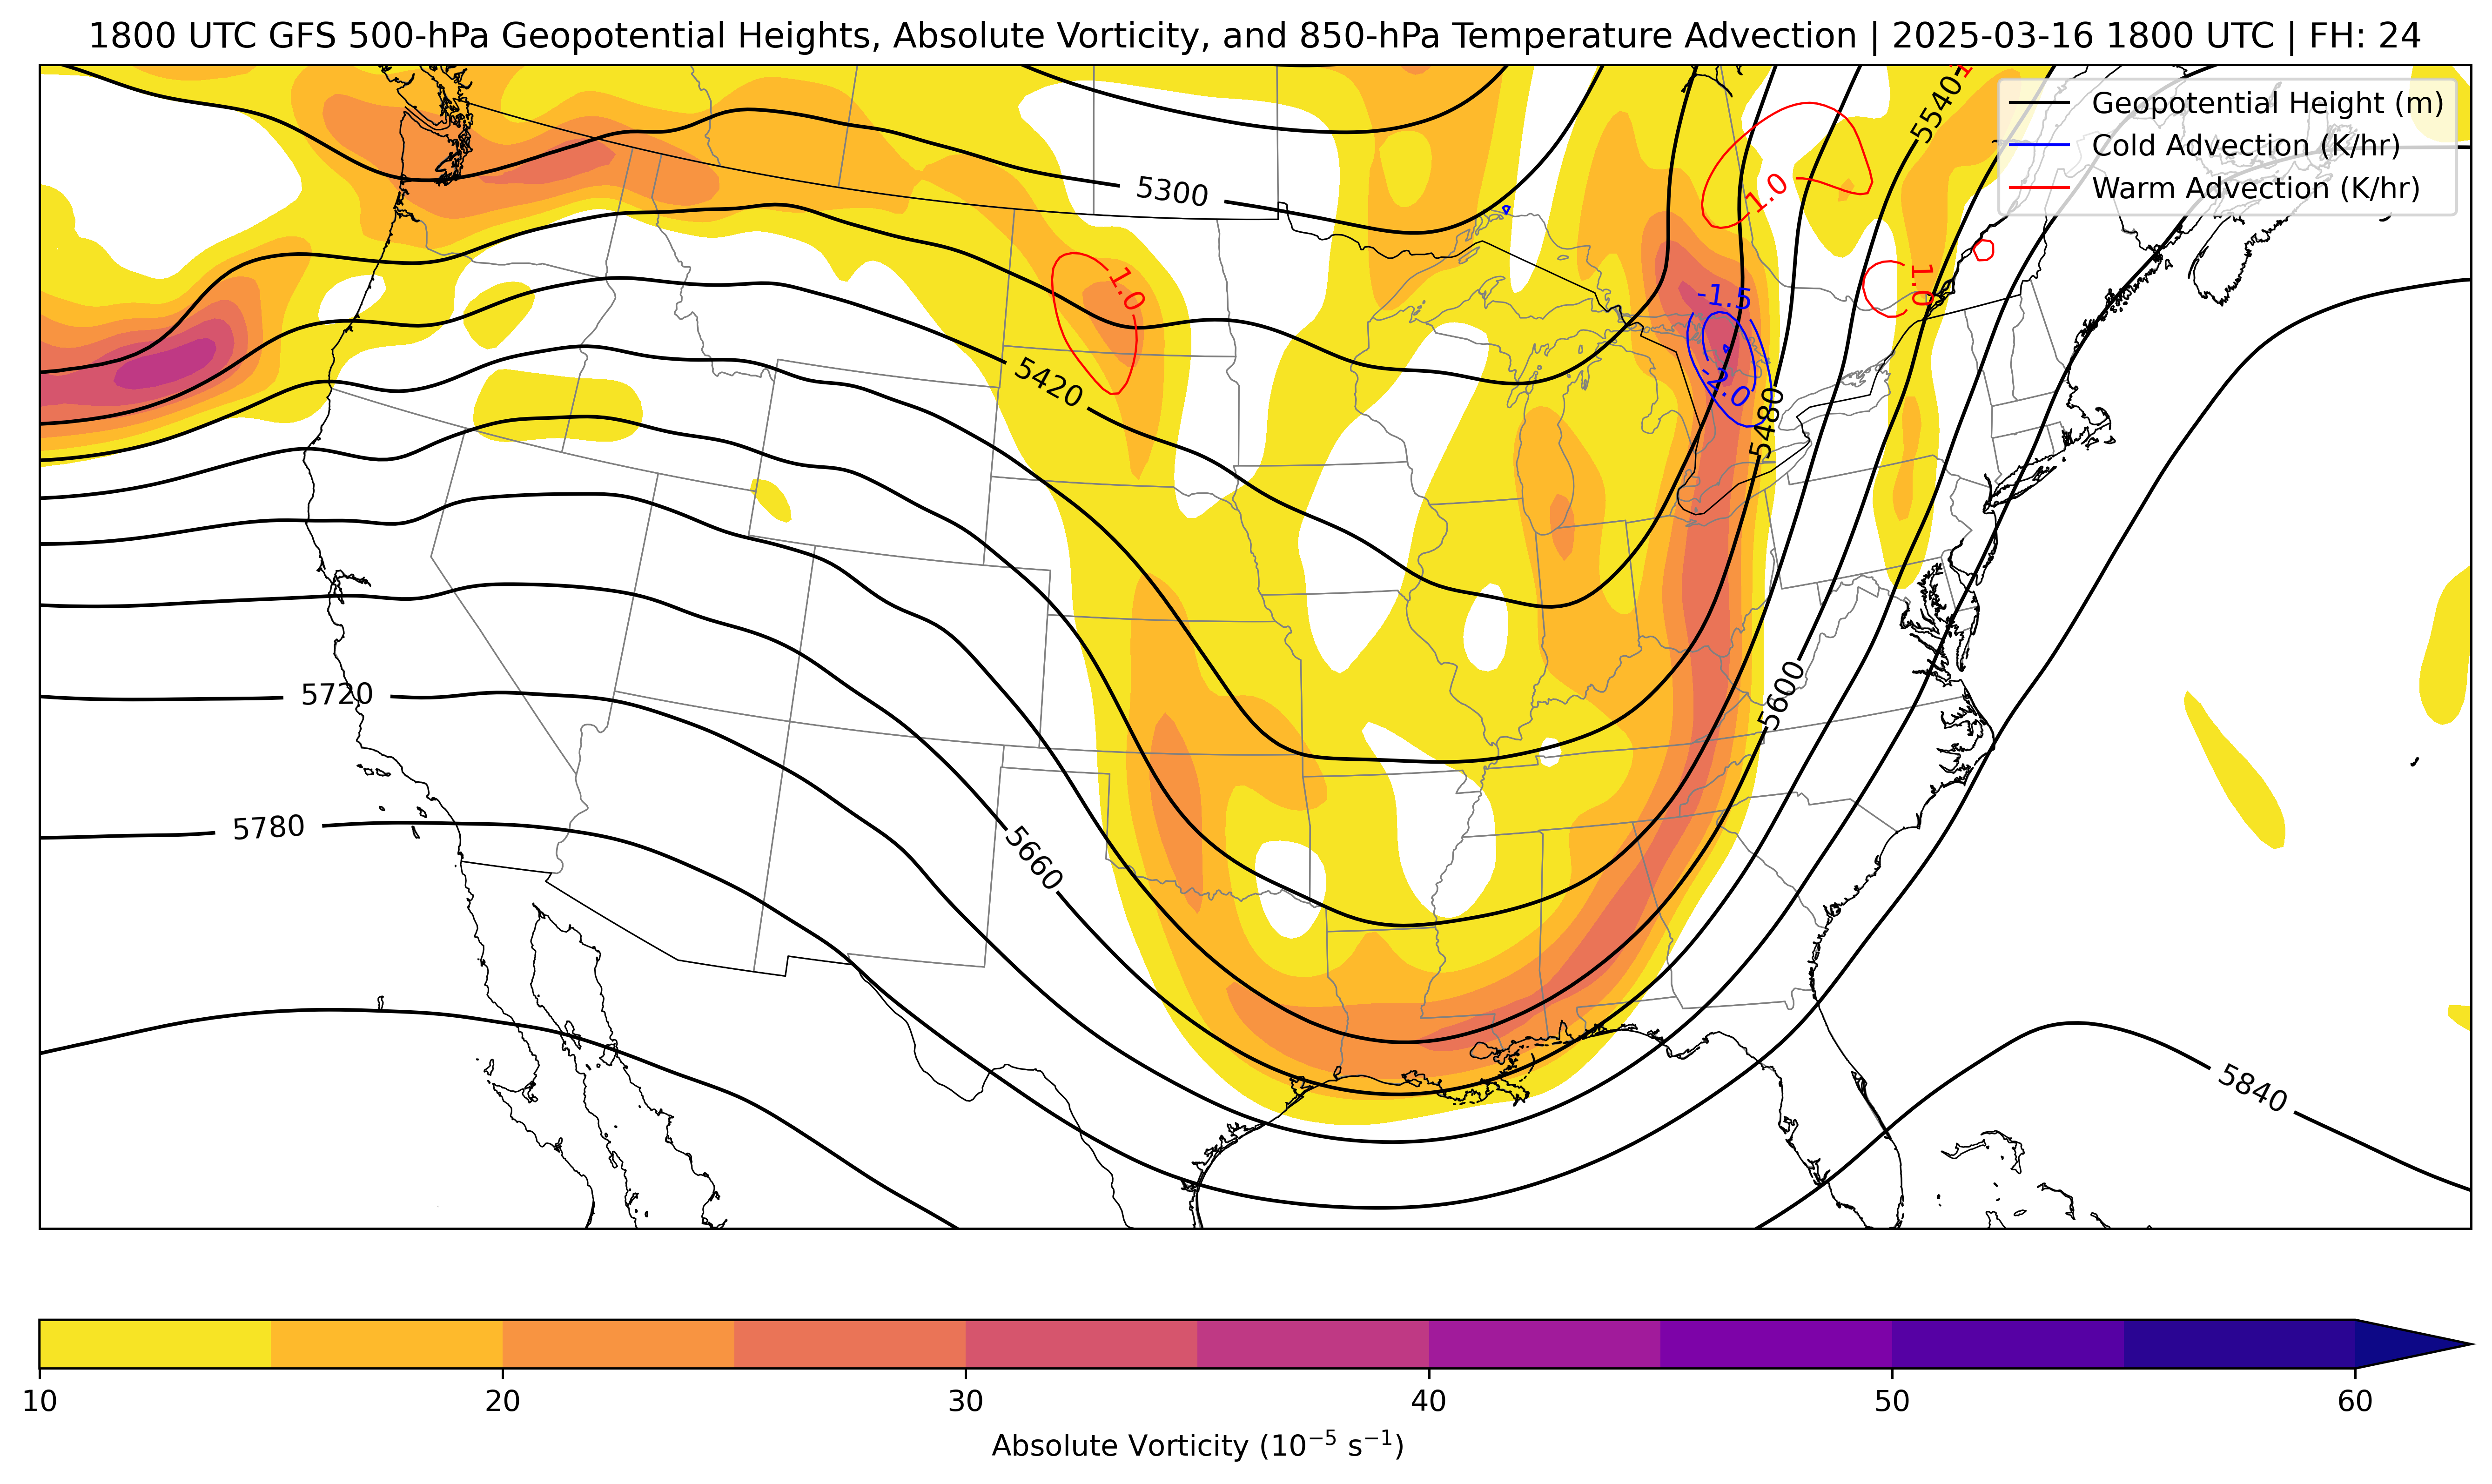 1800 UTC GFS 500-hPa Geopotential Heights, Absolute Vorticity, and 850-hPa Temperature Advection | 2025-03-16 1800 UTC | FH: 24
Geopotential Height (m)
Cold Advection (K/hr)
Warm Advection (K/hr)
5540
5300
1.0
1.0
1.0
-1.5
-2.0
5420
5480
5720
5600
5780
5660
5840
10 20 30 40 50 60
Absolute Vorticity (10⁻⁵ s⁻¹)